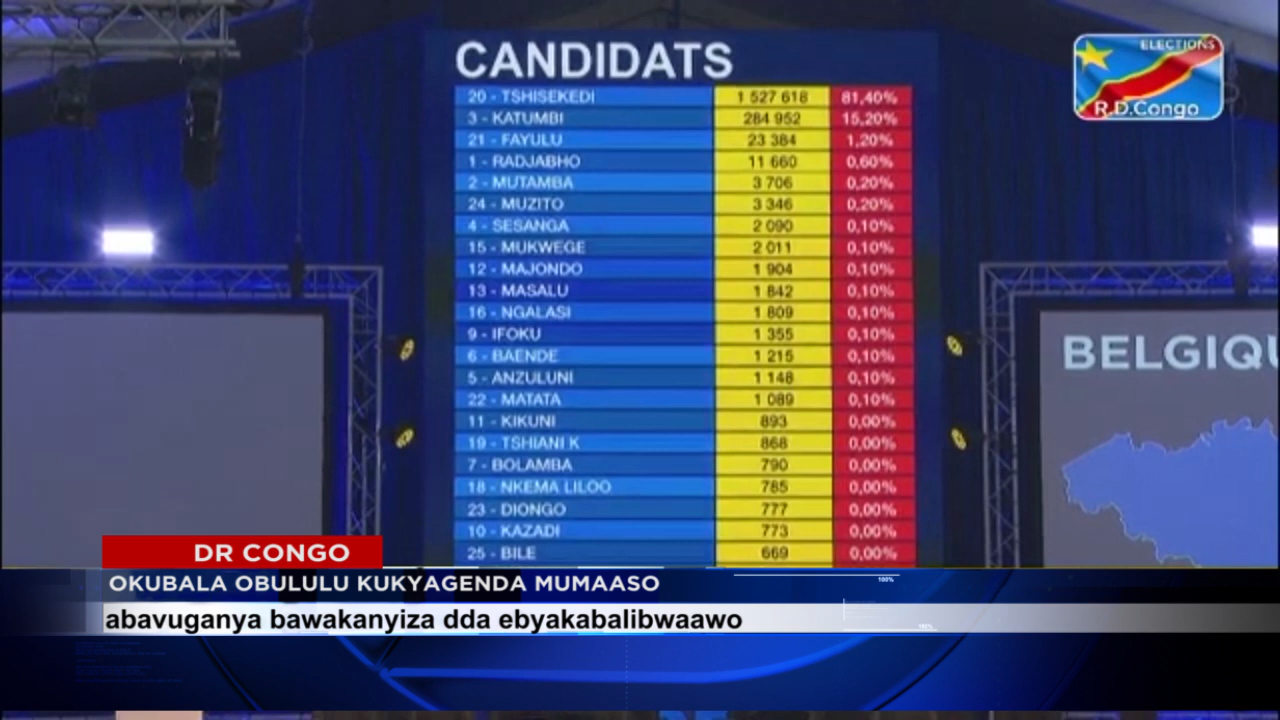 CANDIDATS
20 - TSHISEKEDI 1 527 618 81,40%
3 - KATUMBI 284 952 15,20%
21 - FAYULU 23 384 1,20%
1 - RADJABHO 11 660 0,60%
2 - MUTAMBA 3 706 0,20%
24 - MUZITO 3 346 0,20%
4 - SESANGA 2 090 0,10%
15 - MUKWEGE 2 011 0,10%
12 - MAJONDO 1 904 0,10%
13 - MASALU 1 842 0,10%
16 - NGALASI 1 809 0,10%
9 - IFOKU 1 355 0,10%
6 - BAENDE 1 215 0,10%
5 - ANZULUNI 1 148 0,10%
22 - MATATA 1 089 0,10%
11 - KIKUNI 893 0,00%
19 - TSHIANI K 868 0,00%
7 - BOLAMBA 790 0,00%
18 - NKEMA LILOO 785 0,00%
23 - DIONGO 777 0,00%
10 - KAZADI 773 0,00%
25 - BILE 669 0,00%
ELECTIONS
R.D.Congo
BELGIQU
DR CONGO
OKUBALA OBULULU KUKYAGENDA MUMAASO
abavuganya bawakanyiza dda ebyakabalibwaawo
100%
100%